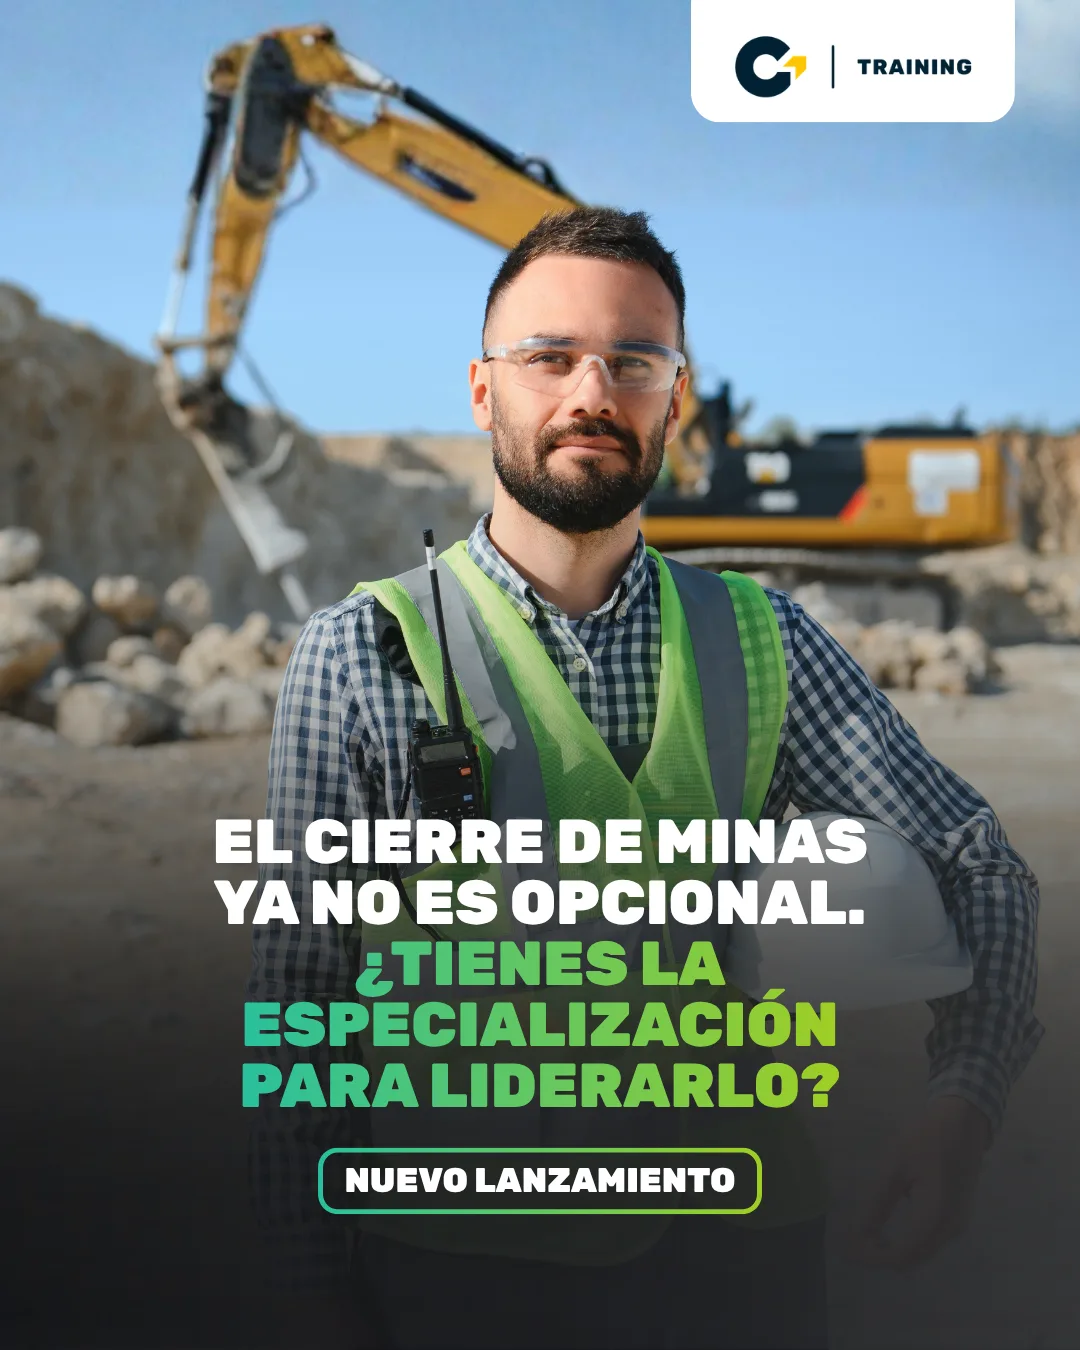 TRAINING
EL CIERRE DE MINAS
YA NO ES OPCIONAL.
¿TIENES LA
ESPECIALIZACIÓN
PARA LIDERARLO?
NUEVO LANZAMIENTO